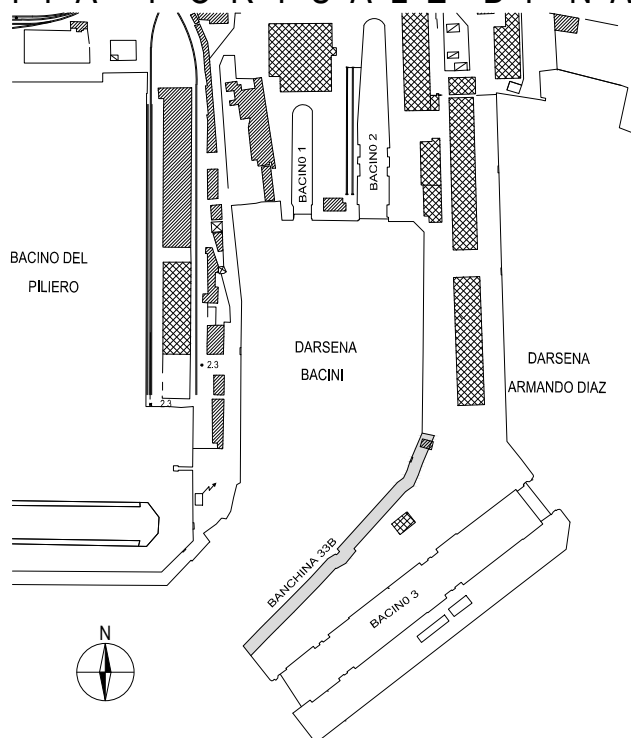 BACINO 1
BACINO 2
BACINO DEL
PILIERO
DARSENA
BACINI
DARSENA
ARMANDO DIAZ
2.3
2.3
BANCHINA 33B
BACINO 3
N